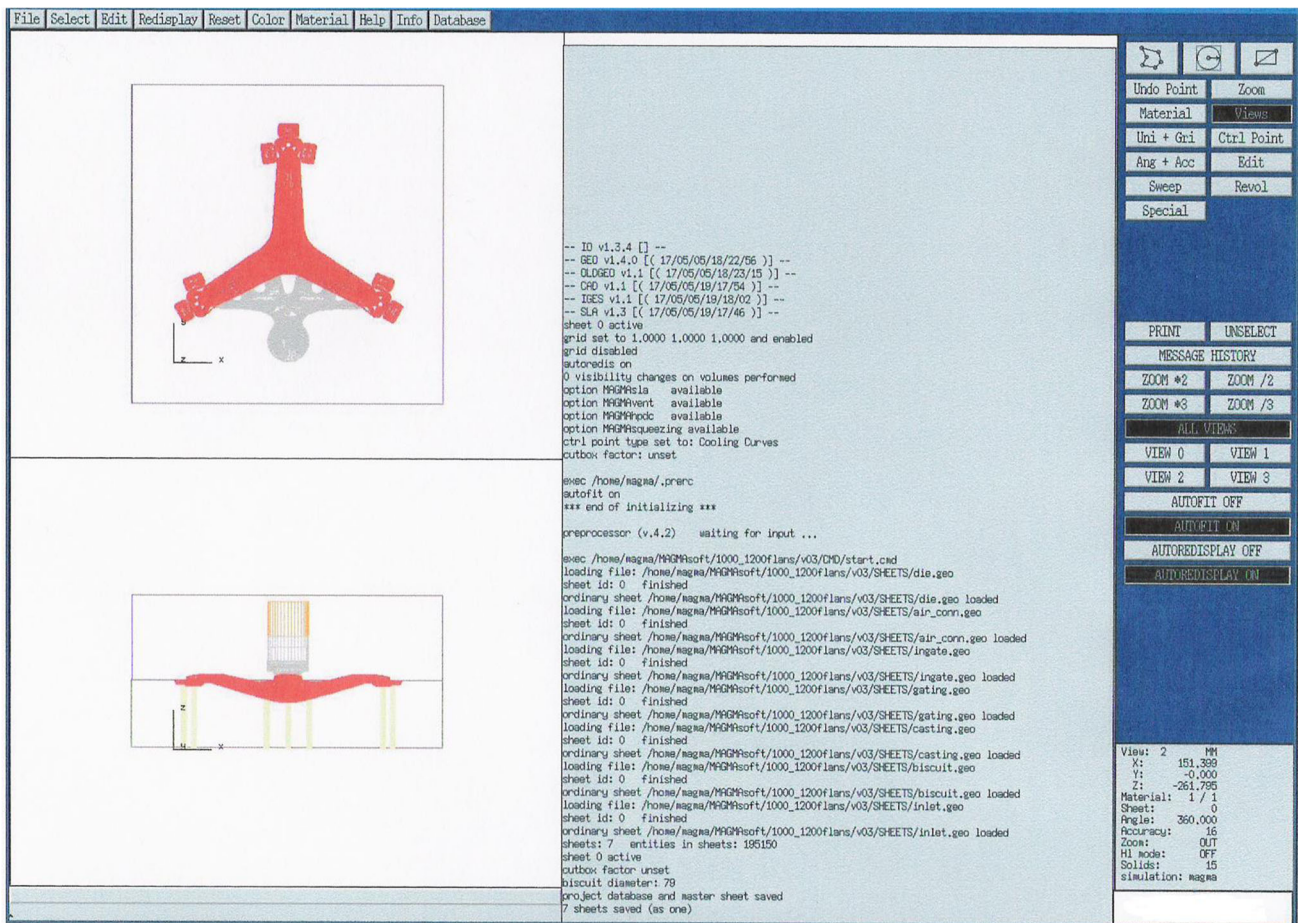 File Select Edit Redisplay Reset Color Material Help Info Database
y
z x
z
y x
-- IO v1.3.4 [] --
-- GEO v1.4.0 [( 17/05/05/18/22/56 )] --
-- OLDGEO v1.1 [( 17/05/05/18/23/15 )] --
-- CAD v1.1 [( 17/05/05/19/17/54 )] --
-- IGES v1.1 [( 17/05/05/19/18/02 )] --
-- SLA v1.3 [( 17/05/05/19/17/46 )] --
sheet 0 active
grid set to 1.0000 1.0000 1.0000 and enabled
grid disabled
autoredis on
0 visibility changes on volumes performed
option MAGMAsla available
option MAGMAvent available
option MAGMAhpdc available
option MAGMAsqueezing available
ctrl point type set to: Cooling Curves
cutbox factor: unset
exec /home/magma/.prerc
autofit on
*** end of initializing ***
preprocessor (v.4.2) waiting for input ...
exec /home/magma/MAGMAsoft/1000_1200flans/v03/CMD/start.cmd
loading file: /home/magma/MAGMAsoft/1000_1200flans/v03/SHEETS/die.geo
sheet id: 0 finished
ordinary sheet /home/magma/MAGMAsoft/1000_1200flans/v03/SHEETS/die.geo loaded
loading file: /home/magma/MAGMAsoft/1000_1200flans/v03/SHEETS/air_conn.geo
sheet id: 0 finished
ordinary sheet /home/magma/MAGMAsoft/1000_1200flans/v03/SHEETS/air_conn.geo loaded
loading file: /home/magma/MAGMAsoft/1000_1200flans/v03/SHEETS/ingate.geo
sheet id: 0 finished
ordinary sheet /home/magma/MAGMAsoft/1000_1200flans/v03/SHEETS/ingate.geo loaded
loading file: /home/magma/MAGMAsoft/1000_1200flans/v03/SHEETS/gating.geo
sheet id: 0 finished
ordinary sheet /home/magma/MAGMAsoft/1000_1200flans/v03/SHEETS/gating.geo loaded
loading file: /home/magma/MAGMAsoft/1000_1200flans/v03/SHEETS/casting.geo
sheet id: 0 finished
ordinary sheet /home/magma/MAGMAsoft/1000_1200flans/v03/SHEETS/casting.geo loaded
loading file: /home/magma/MAGMAsoft/1000_1200flans/v03/SHEETS/biscuit.geo
sheet id: 0 finished
ordinary sheet /home/magma/MAGMAsoft/1000_1200flans/v03/SHEETS/biscuit.geo loaded
loading file: /home/magma/MAGMAsoft/1000_1200flans/v03/SHEETS/inlet.geo
sheet id: 0 finished
ordinary sheet /home/magma/MAGMAsoft/1000_1200flans/v03/SHEETS/inlet.geo loaded
sheets: 7 entities in sheets: 195150
sheet 0 active
cutbox factor unset
biscuit diameter: 79
project database and master sheet saved
7 sheets saved (as one)
Undo Point Zoom
Material Views
Uni + Gri Ctrl Point
Ang + Acc Edit
Sweep Revol
Special
PRINT UNSELECT
MESSAGE HISTORY
ZOOM *2 ZOOM /2
ZOOM *3 ZOOM /3
ALL VIEWS
VIEW 0 VIEW 1
VIEW 2 VIEW 3
AUTOFIT OFF
AUTOFIT ON
AUTOREDISPLAY OFF
AUTOREDISPLAY ON
View: 2 MM
X: 151.399
Y: -0.000
Z: -261.795
Material: 1 / 1
Sheet: 0
Angle: 360.000
Accuracy: 16
Zoom: OUT
Hl mode: OFF
Solids: 15
simulation: magma